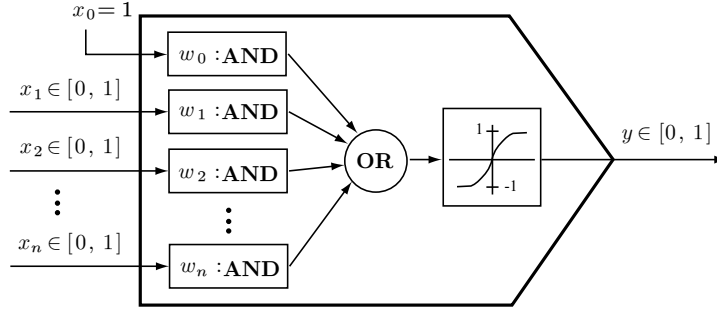 x₀ = 1
w₀ : AND
x₁ ∈ [0, 1]
w₁ : AND
x₂ ∈ [0, 1]
w₂ : AND
xₙ ∈ [0, 1]
wₙ : AND
OR
1
-1
y ∈ [0, 1]